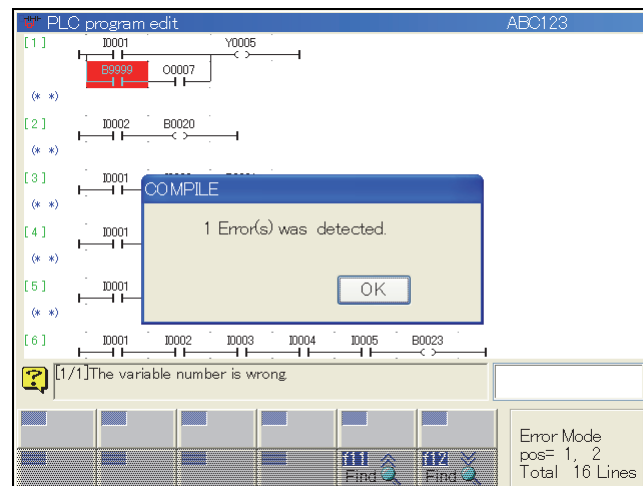 PLC program edit ABC123
[1] I0001 Y0005
B9999 O0007
(* *)
[2] I0002 B0020
(* *)
[3] I0001
(* *)
[4] I0001
(* *)
[5] I0001
(* *)
[6] I0001 I0002 I0003 I0004 I0005 B0023
COMPILE
1 Error(s) was detected.
OK
[1/1]The variable number is wrong.
f11 f12
Find Find
Error Mode
pos= 1, 2
Total 16 Lines